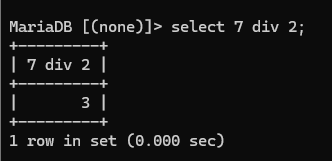 MariaDB [(none)]> select 7 div 2;
+---------+
| 7 div 2 |
+---------+
|       3 |
+---------+
1 row in set (0.000 sec)